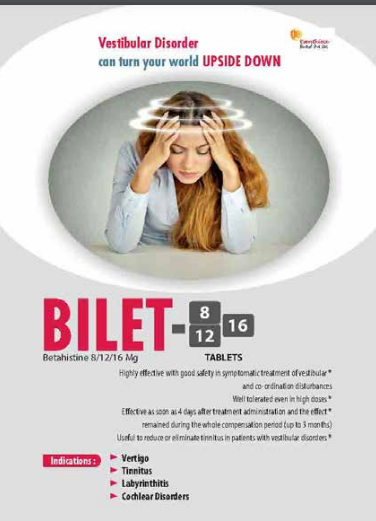 Vestibular Disorder
can turn your world UPSIDE DOWN
BILET-8 12 16
Betahistine 8/12/16 Mg TABLETS
Highly effective with good safety in symptomatic treatment of vestibular *
and co-ordination disturbances
Well tolerated even in high doses *
Effective as soon as 4 days after treatment administration and the effect *
remained during the whole compensation period (up to 3 months)
Useful to reduce or eliminate tinnitus in patients with vestibular disorders *
Indications :
► Vertigo
► Tinnitus
► Labyrinthitis
► Cochlear Disorders